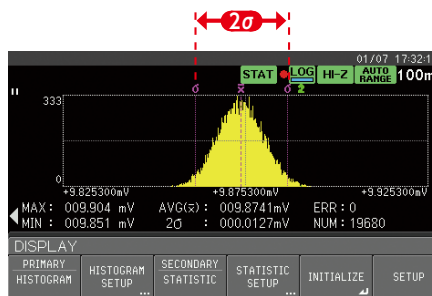 2σ
01/07 17:32:1
STAT LOG HI-Z AUTO RANGE 100m
2
σ x̄ σ
333
0
+9.825300mV +9.875300mV +9.925300mV
MAX: 009.904 mV AVG(x̄): 009.8741mV ERR:0
MIN : 009.851 mV 2σ : 000.0127mV NUM:19680
DISPLAY
PRIMARY HISTOGRAM
HISTOGRAM SETUP ...
SECONDARY STATISTIC
STATISTIC SETUP ...
INITIALIZE
SETUP